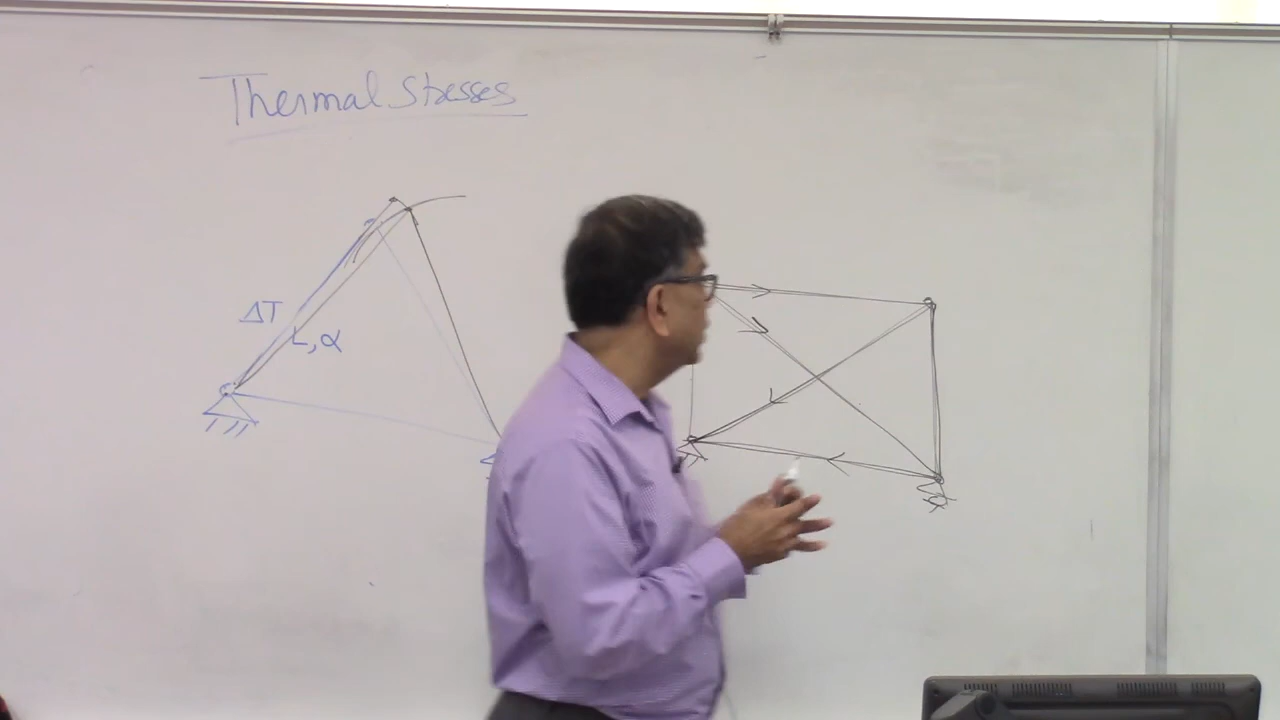 Thermal Stresses
ΔT
L, α